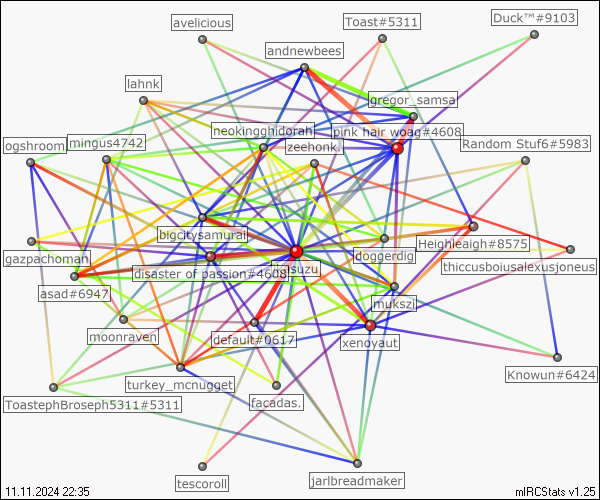 avelicious
Toast#5311
Duck™#9103
andnewbees
lahnk
gregor_samsa
neokingghidorah
pink hair woag#4608
ogshroom
mingus4742
zeehonk.
Random Stuf6#5983
bigcitysamurai
Heighleaigh#8575
gazpachoman
doggerdig
disaster of passion#4608
thiccusboiusalexusjoneus
asad#6947
mukszi
moonraven
default#0617
xenoyaut
Knowun#6424
turkey_mcnugget
ToastephBroseph5311#5311
facadas.
tescoroll
jarlbreadmaker
11.11.2024 22:35
mIRCStats v1.25